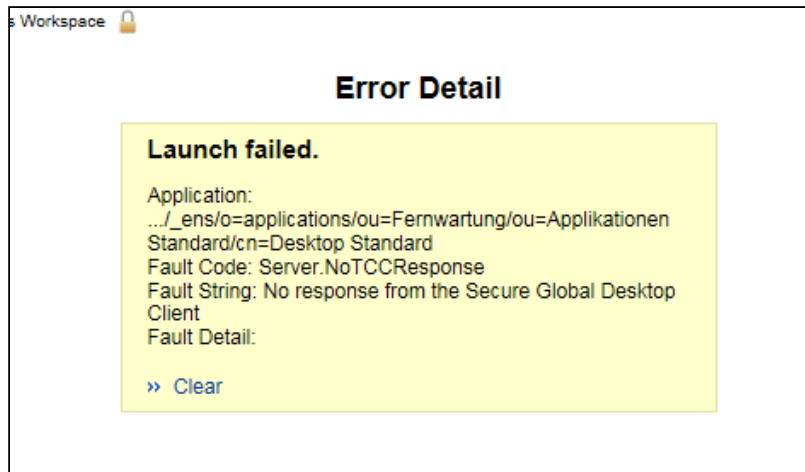 s Workspace
Error Detail
Launch failed.
Application:
.../_ens/o=applications/ou=Fernwartung/ou=Applikationen
Standard/cn=Desktop Standard
Fault Code: Server.NoTCCResponse
Fault String: No response from the Secure Global Desktop
Client
Fault Detail:
» Clear